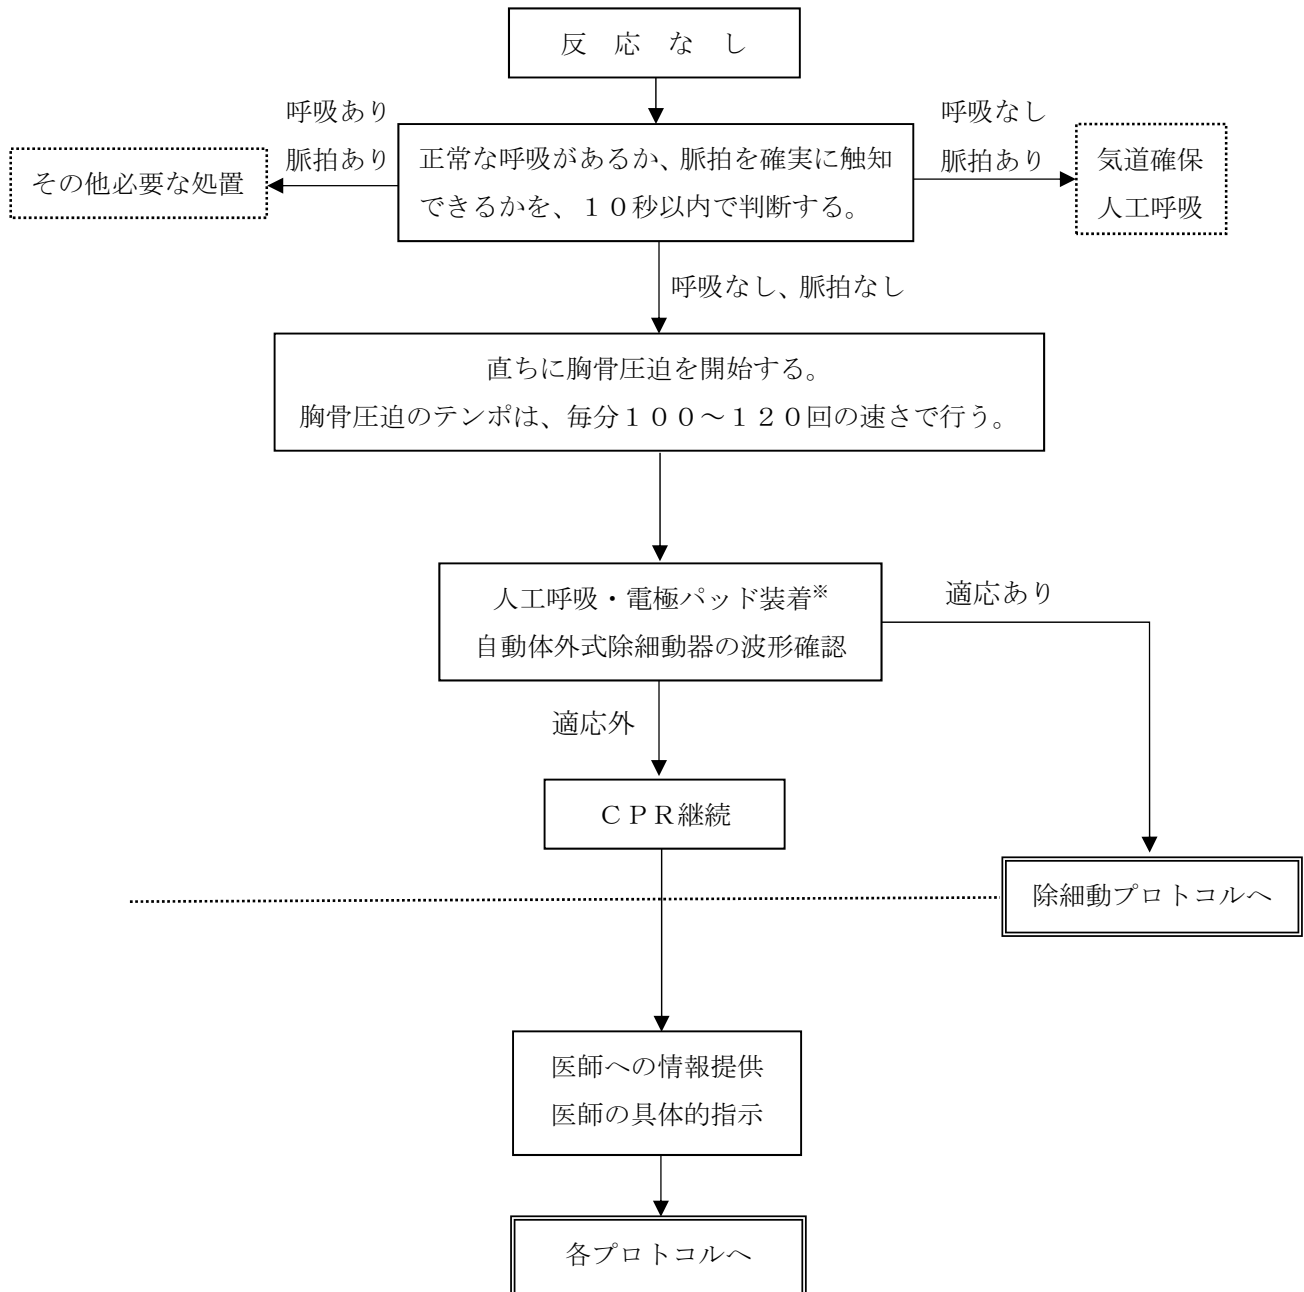 反　応　な　し
呼吸あり
脈拍あり
その他必要な処置
正常な呼吸があるか、脈拍を確実に触知
できるかを、１０秒以内で判断する。
呼吸なし
脈拍あり
気道確保
人工呼吸
呼吸なし、脈拍なし
直ちに胸骨圧迫を開始する。
胸骨圧迫のテンポは、毎分１００～１２０回の速さで行う。
人工呼吸・電極パッド装着※
自動体外式除細動器の波形確認
適応あり
適応外
ＣＰＲ継続
除細動プロトコルへ
医師への情報提供
医師の具体的指示
各プロトコルへ